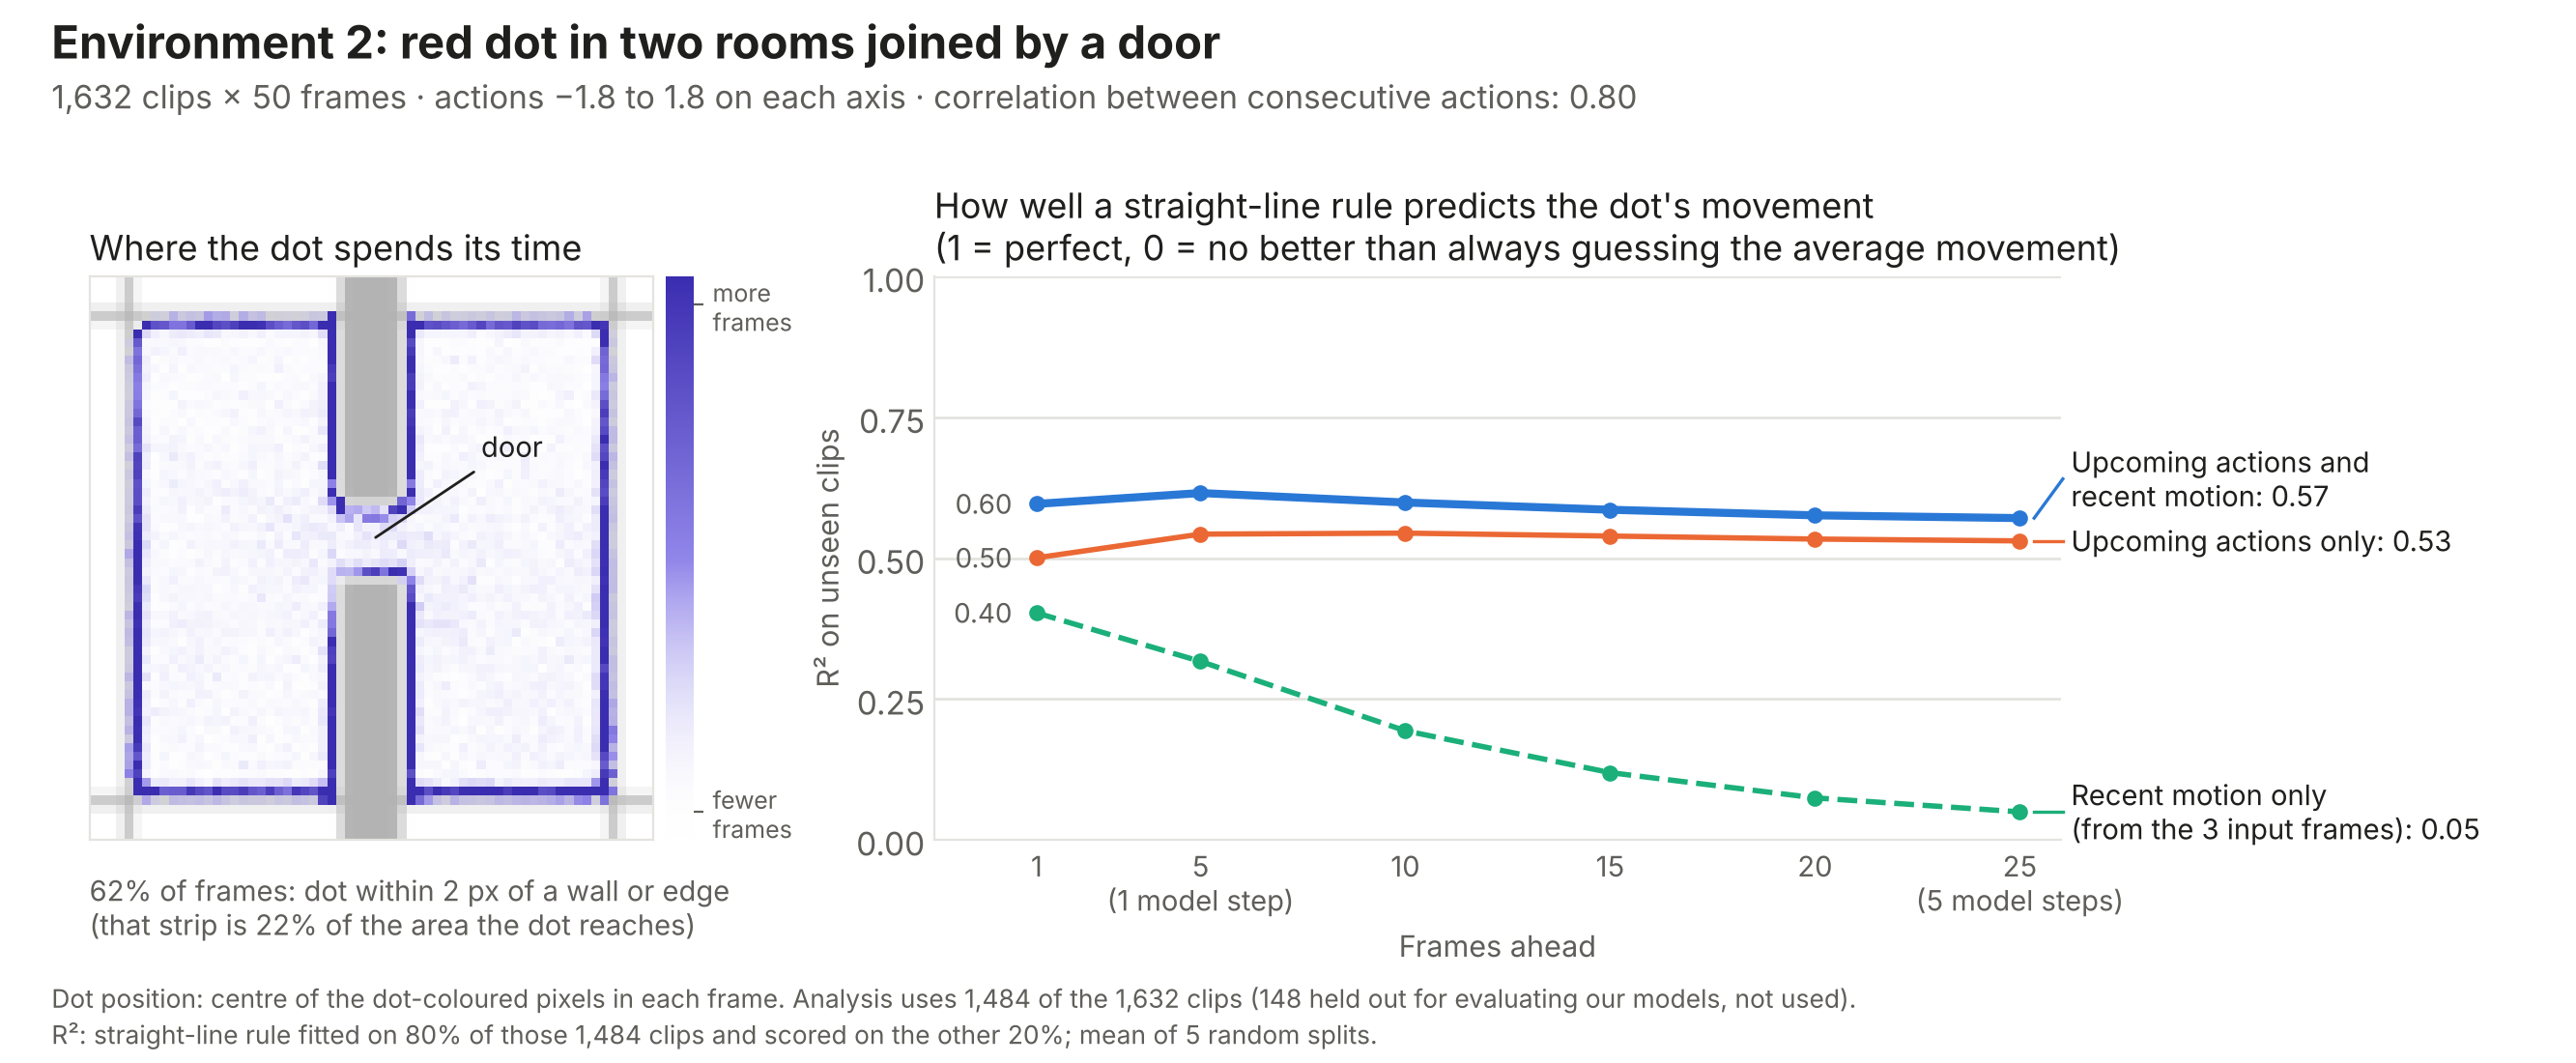 Environment 2: red dot in two rooms joined by a door
1,632 clips × 50 frames · actions −1.8 to 1.8 on each axis · correlation between consecutive actions: 0.80
Where the dot spends its time
more
frames
door
fewer
frames
62% of frames: dot within 2 px of a wall or edge
(that strip is 22% of the area the dot reaches)
How well a straight-line rule predicts the dot's movement
(1 = perfect, 0 = no better than always guessing the average movement)
R² on unseen clips
1.00
0.75
0.50
0.25
0.00
0.60
0.50
0.40
Upcoming actions and
recent motion: 0.57
Upcoming actions only: 0.53
Recent motion only
(from the 3 input frames): 0.05
1
5
10
15
20
25
(1 model step)
(5 model steps)
Frames ahead
Dot position: centre of the dot-coloured pixels in each frame. Analysis uses 1,484 of the 1,632 clips (148 held out for evaluating our models, not used).
R²: straight-line rule fitted on 80% of those 1,484 clips and scored on the other 20%; mean of 5 random splits.